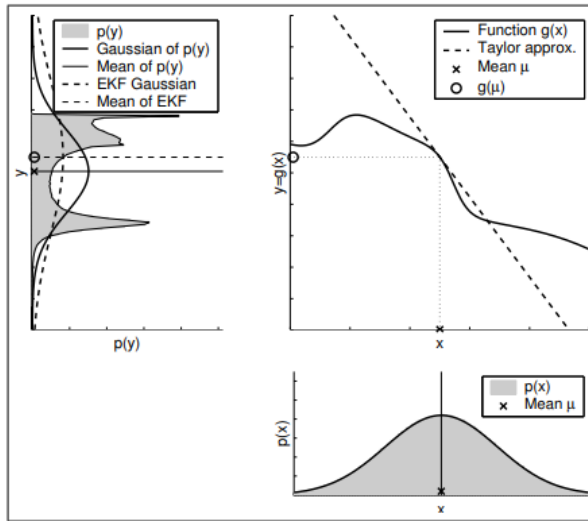 p(y)
Gaussian of p(y)
Mean of p(y)
EKF Gaussian
Mean of EKF
y
p(y)
Function g(x)
Taylor approx.
Mean μ
g(μ)
y=g(x)
x
p(x)
Mean μ
p(x)
x